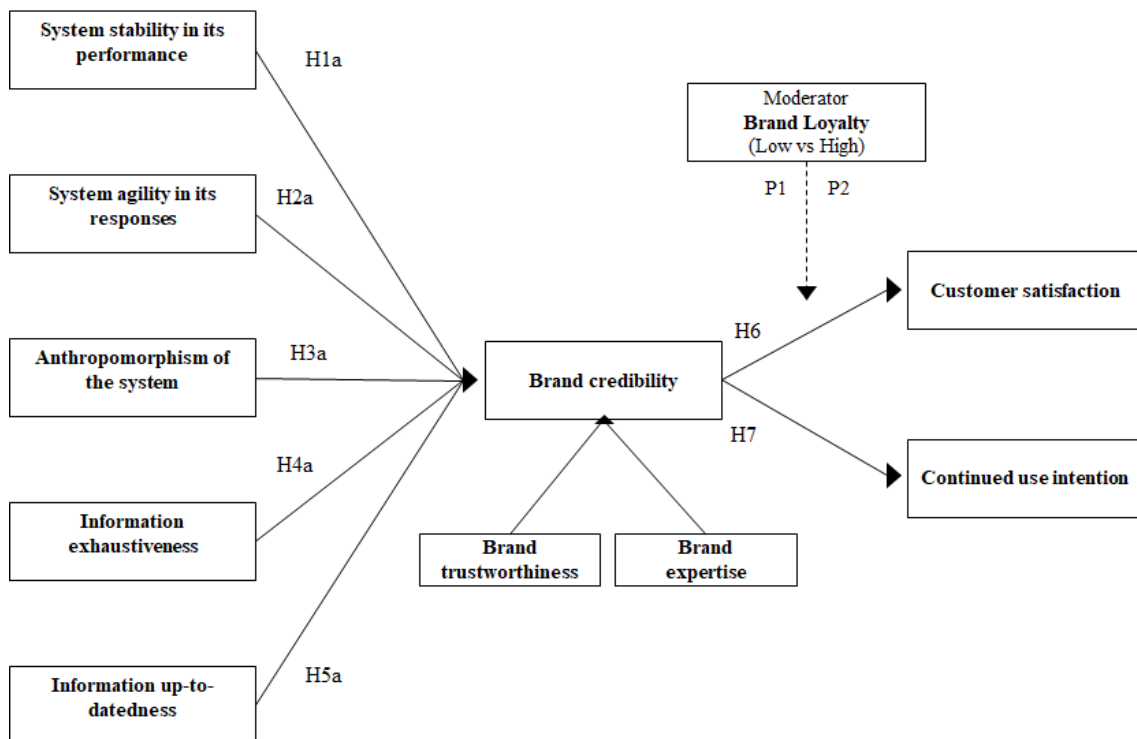 System stability in its
performance
H1a
Moderator
Brand Loyalty
(Low vs High)
P1
P2
System agility in its
responses
H2a
Customer satisfaction
Anthropomorphism of
the system
H3a
H6
Brand credibility
H7
H4a
Continued use intention
Information
exhaustiveness
Brand
trustworthiness
Brand
expertise
Information up-to-
datedness
H5a